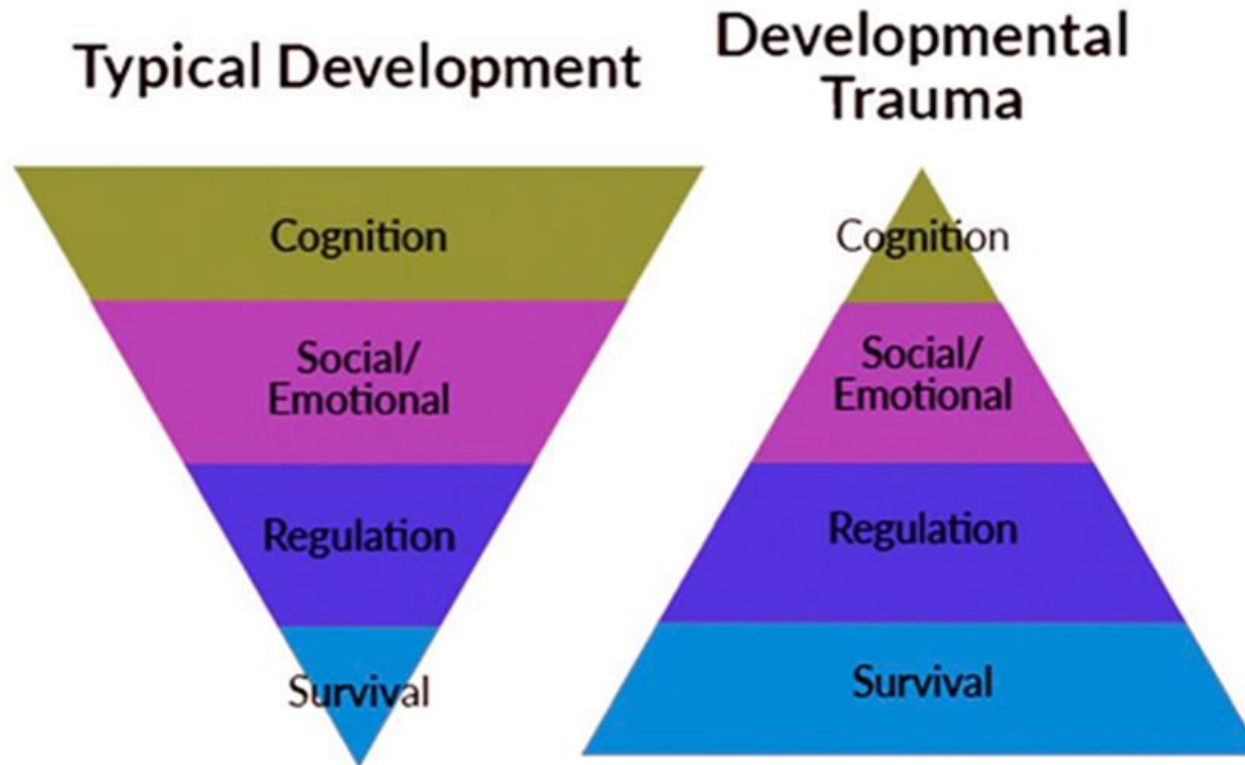 Typical Development
Cognition
Social/
Emotional
Regulation
Survival
Developmental
Trauma
Cognition
Social/
Emotional
Regulation
Survival